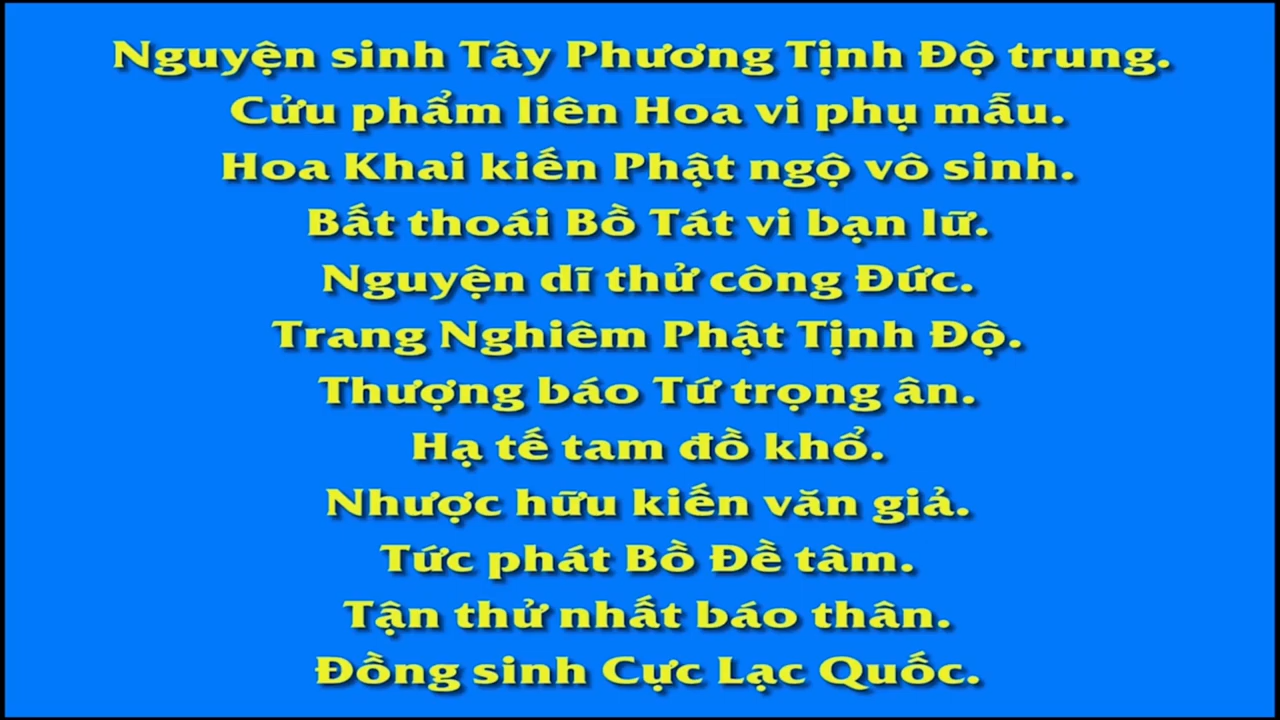 Nguyện sinh Tây Phương Tịnh Độ trung.
Cửu phẩm liên Hoa vi phụ mẫu.
Hoa Khai kiến Phật ngộ vô sinh.
Bất thoái Bồ Tát vi bạn lữ.
Nguyện dĩ thử công Đức.
Trang Nghiêm Phật Tịnh Độ.
Thượng báo Tứ trọng ân.
Hạ tế tam đồ khổ.
Nhược hữu kiến văn giả.
Tức phát Bồ Đề tâm.
Tận thử nhất báo thân.
Đồng sinh Cực Lạc Quốc.